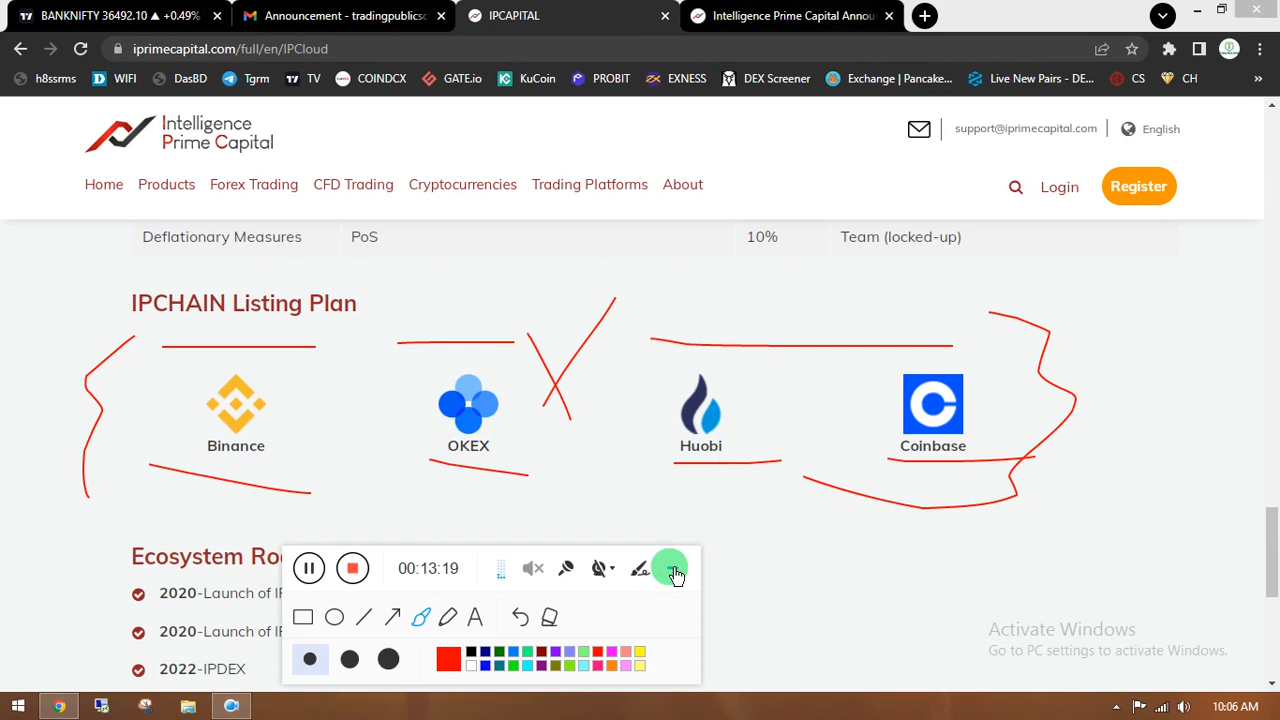 BANKNIFTY 36492.10 ▲ +0.49%
Announcement - tradingpublicsc
IPCAPITAL
Intelligence Prime Capital Annou
iprimecapital.com/full/en/IPCloud
h8ssrms
WIFI
DasBD
Tgrm
TV
COINDCX
GATE.io
KuCoin
PROBIT
EXNESS
DEX Screener
Exchange | Pancake...
Live New Pairs - DE...
CS
CH
»
Intelligence
Prime Capital
support@iprimecapital.com
English
Home
Products
Forex Trading
CFD Trading
Cryptocurrencies
Trading Platforms
About
Login
Register
Deflationary Measures
PoS
10%
Team (locked-up)
IPCHAIN Listing Plan
Binance
OKEX
Huobi
Coinbase
Ecosystem Ro
2020-Launch of IF
2020-Launch of IF
2022-IPDEX
00:13:19
A
Activate Windows
Go to PC settings to activate Windows.
10:06 AM